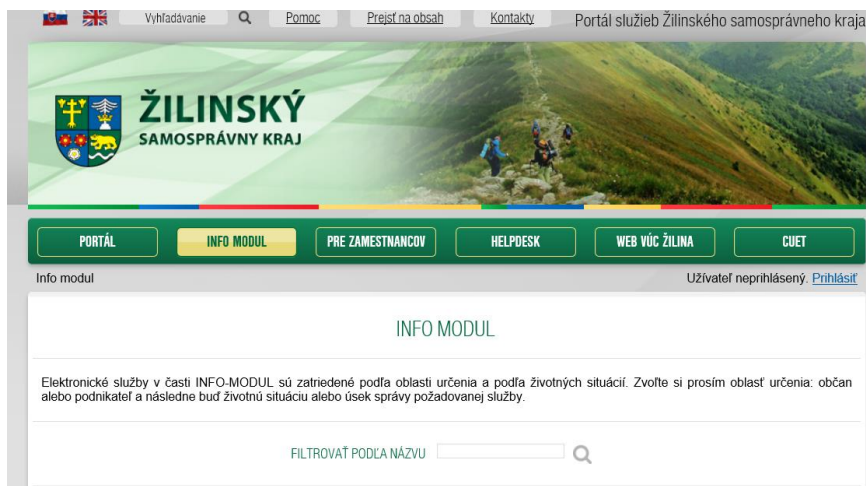 Vyhľadávanie Pomoc Prejsť na obsah Kontakty Portál služieb Žilinského samosprávneho kraja
ŽILINSKÝ
SAMOSPRÁVNY KRAJ
PORTÁL INFO MODUL PRE ZAMESTNANCOV HELPDESK WEB VÚC ŽILINA CUET
Info modul Užívateľ neprihlásený. Prihlásiť
INFO MODUL
Elektronické služby v časti INFO-MODUL sú zatriedené podľa oblasti určenia a podľa životných situácií. Zvoľte si prosím oblasť určenia: občan
alebo podnikateľ a následne buď životnú situáciu alebo úsek správy požadovanej služby.
FILTROVAŤ PODĽA NÁZVU